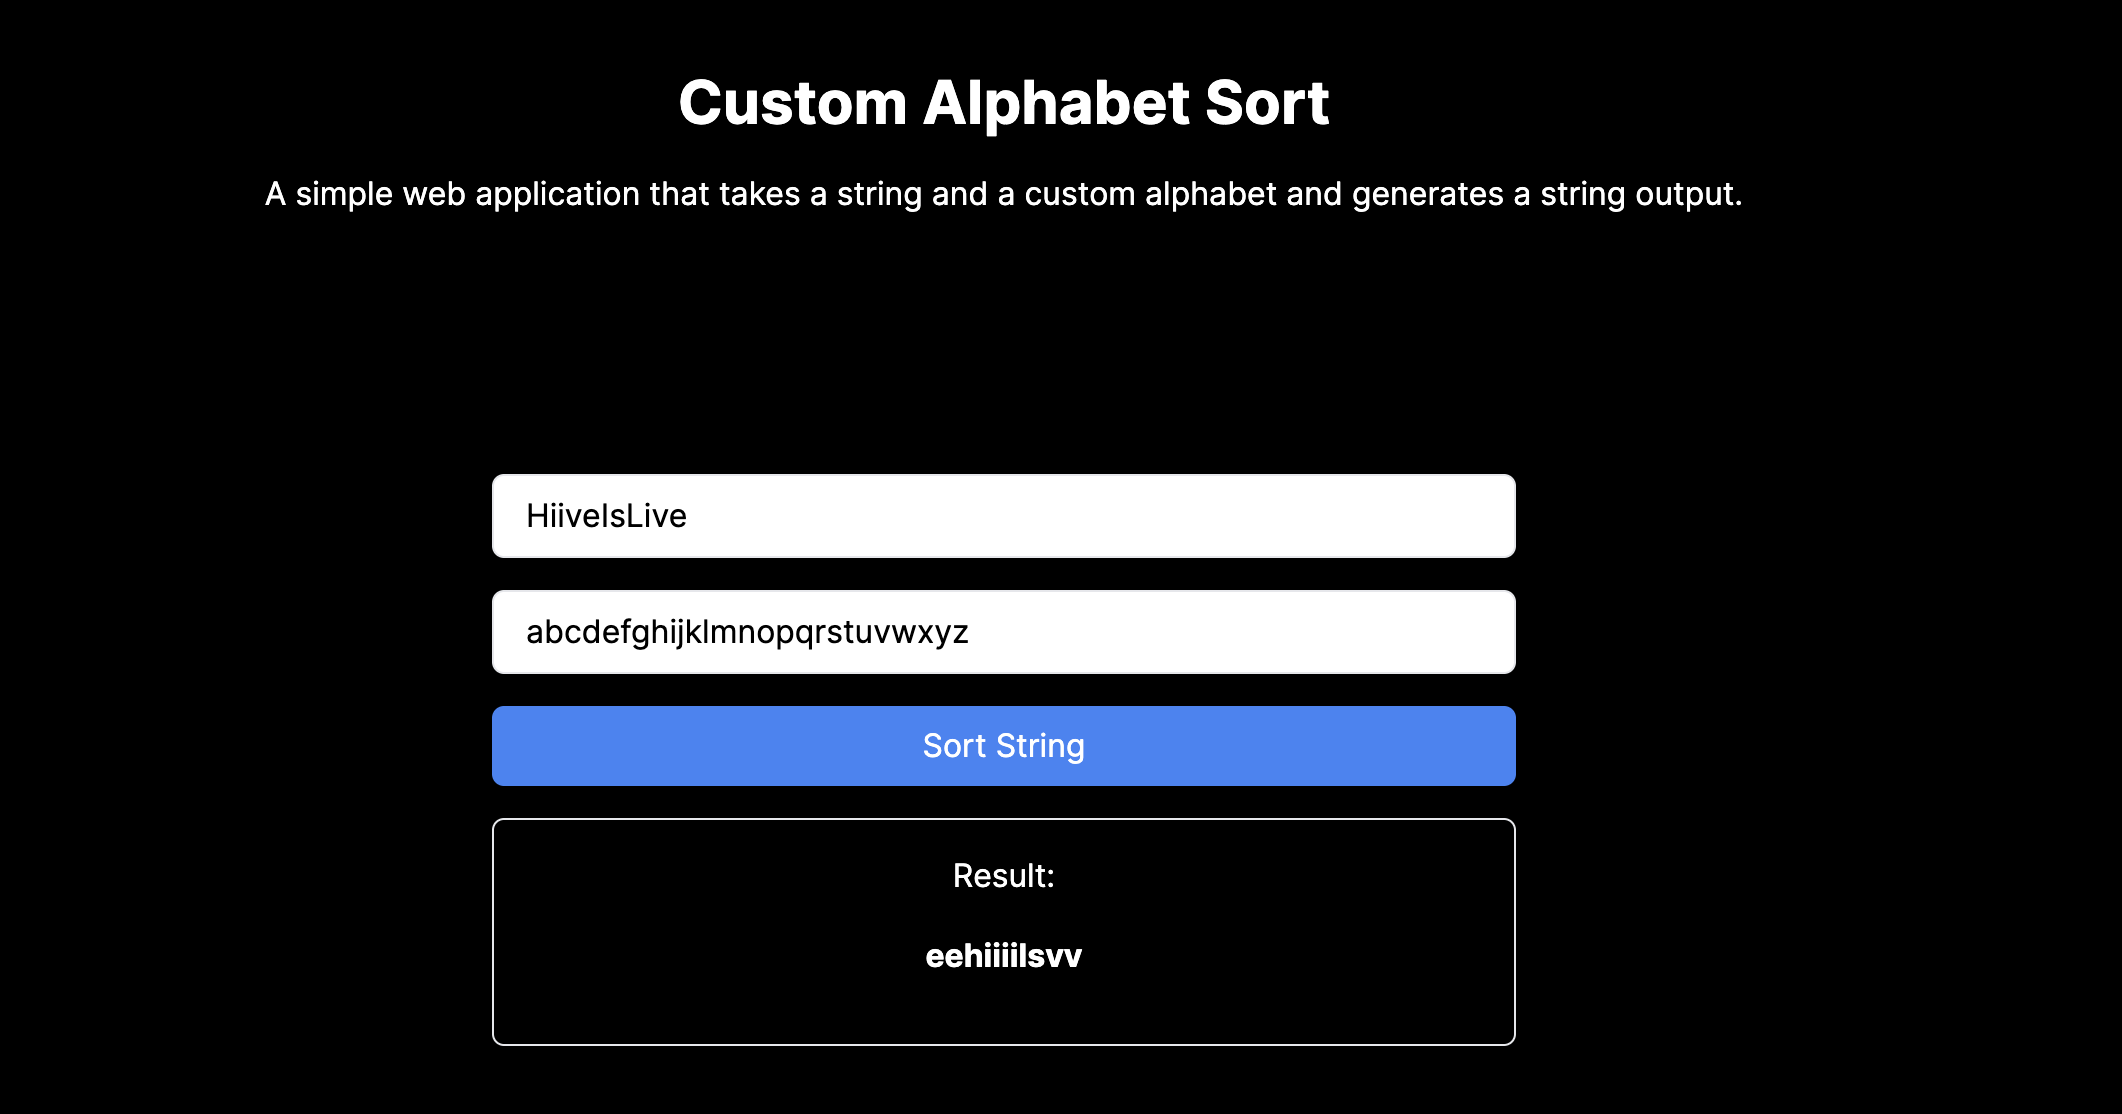 Custom Alphabet Sort
A simple web application that takes a string and a custom alphabet and generates a string output.
HiiveIsLive
abcdefghijklmnopqrstuvwxyz
Sort String
Result:
eehiiiilsvv